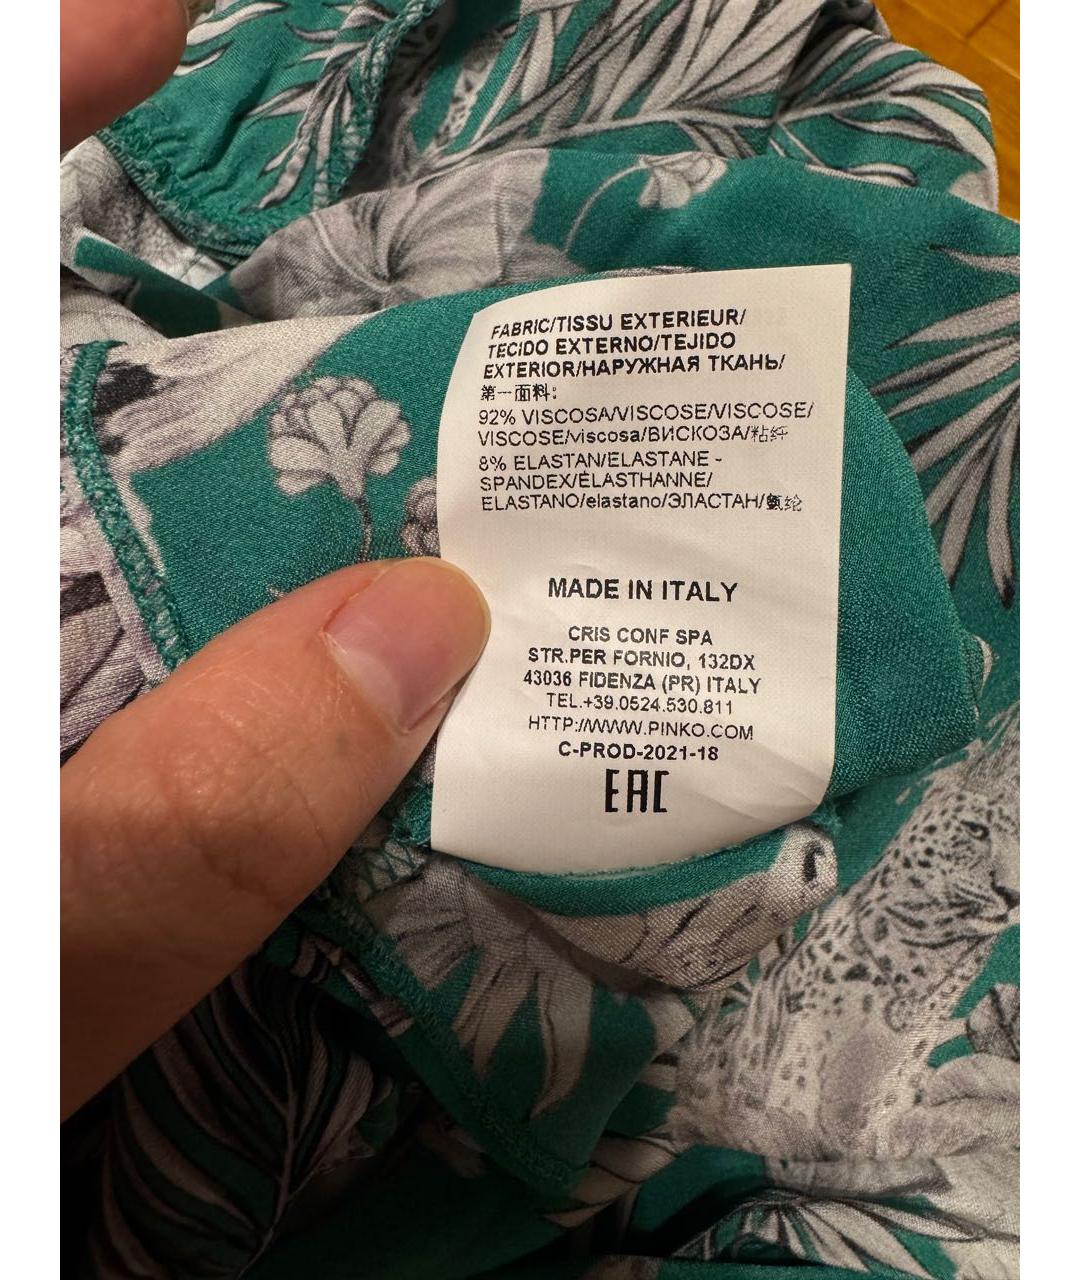 FABRIC/TISSU EXTERIEUR/
TECIDO EXTERNO/TEJIDO
EXTERIOR/НАРУЖНАЯ ТКАНЬ/
第一面料:
92% VISCOSA/VISCOSE/VISCOSE/
VISCOSE/viscosa/ВИСКОЗА/粘纤
8% ELASTAN/ELASTANE -
SPANDEX/ÉLASTHANNE/
ELASTANO/elastano/ЭЛАСТАН/氨纶
MADE IN ITALY
CRIS CONF SPA
STR.PER FORNIO, 132DX
43036 FIDENZA (PR) ITALY
TEL.+39.0524.530.811
HTTP://WWW.PINKO.COM
C-PROD-2021-18
EAC